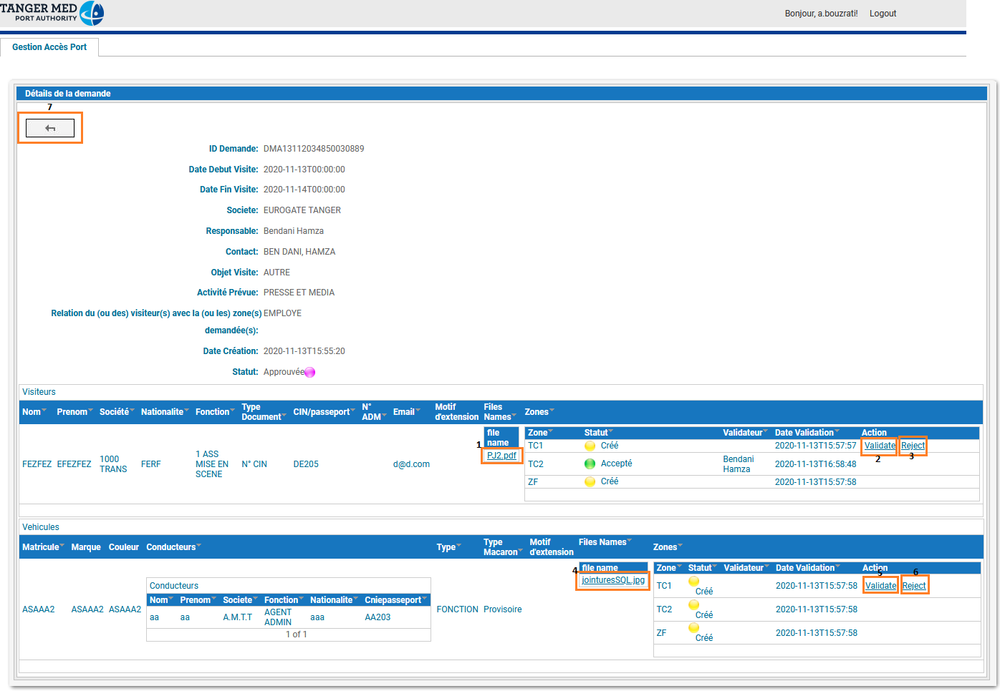 TANGER MED
PORT AUTHORITY
Bonjour, a.bouzrati! Logout
Gestion Accès Port
Détails de la demande
7
ID Demande: DMA13112034850030889
Date Debut Visite: 2020-11-13T00:00:00
Date Fin Visite: 2020-11-14T00:00:00
Societe: EUROGATE TANGER
Responsable: Bendani Hamza
Contact: BEN DANI, HAMZA
Objet Visite: AUTRE
Activité Prévue: PRESSE ET MEDIA
Relation du (ou des) visiteur(s) avec la (ou les) zone(s) EMPLOYE
demandée(s):
Date Création: 2020-11-13T15:55:20
Statut: Approuvée
Visiteurs
Nom Prenom Société Nationalite Fonction Type Document CIN/passeport N° ADM Email Motif d'extension Files Names Zones
file name
Zone Statut Validateur Date Validation Action
FEZFEZ EFEZFEZ 1000 TRANS FERF 1 ASS MISE EN SCENE N° CIN DE205 d@d.com
1 PJ2.pdf
TC1 Créé 2020-11-13T15:57:57 Validate Reject
2 3
TC2 Accepté Bendani Hamza 2020-11-13T16:58:48
ZF Créé 2020-11-13T15:57:58
Vehicules
Matricule Marque Couleur Conducteurs Type Type Macaron Motif d'extension Files Names Zones
ASAAA2 ASAAA2 ASAAA2
Conducteurs
Nom Prenom Societe Fonction Nationalite Cniepasseport
aa aa A.M.T.T AGENT ADMIN aaa AA203
1 of 1
FONCTION Provisoire
file name
4 jointuresSQL.jpg
Zone Statut Validateur Date Validation Action
5 6
TC1 Créé 2020-11-13T15:57:58 Validate Reject
TC2 Créé 2020-11-13T15:57:58
ZF Créé 2020-11-13T15:57:58